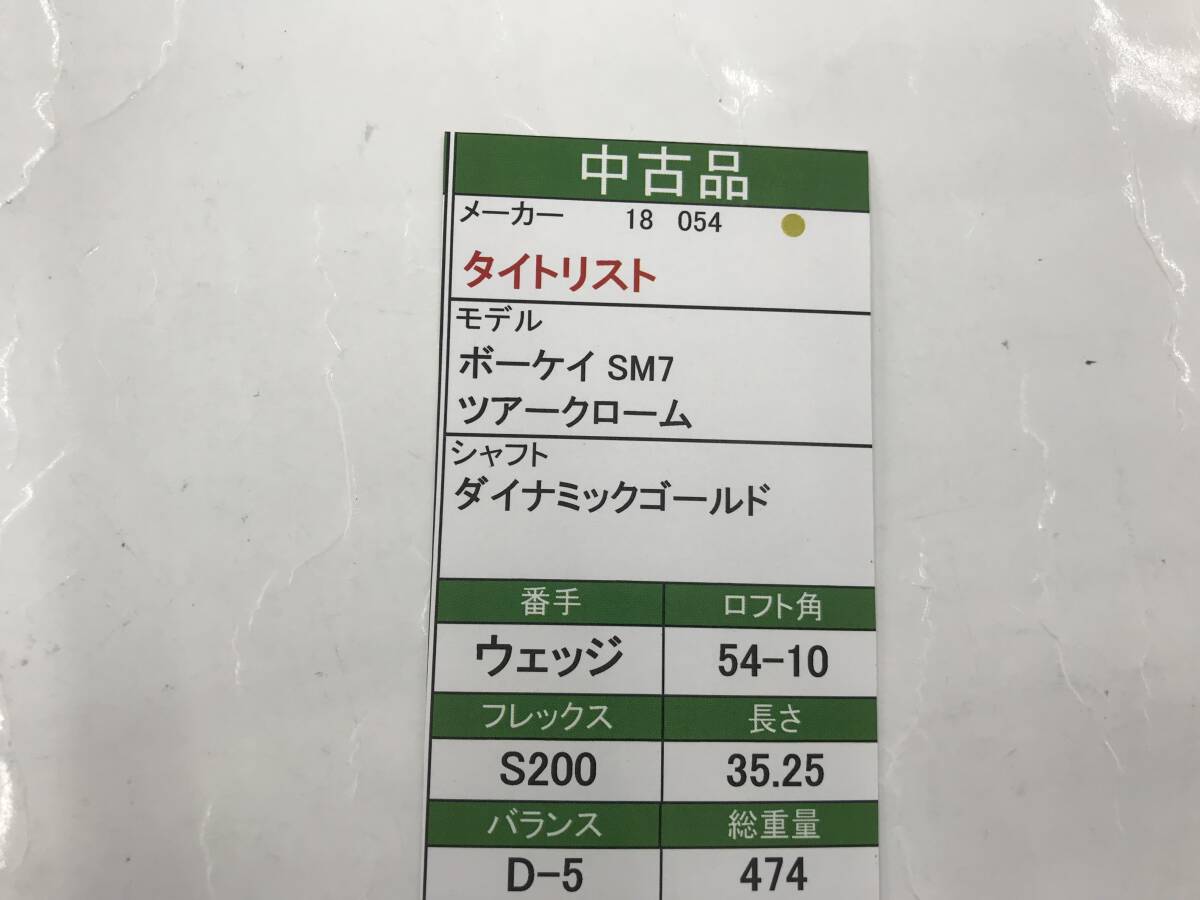 中古品
メーカー 18 054
タイトリスト
モデル
ボーケイ SM7
ツアークローム
シャフト
ダイナミックゴールド
番手 ロフト角
ウェッジ 54-10
フレックス 長さ
S200 35.25
バランス 総重量
D-5 474